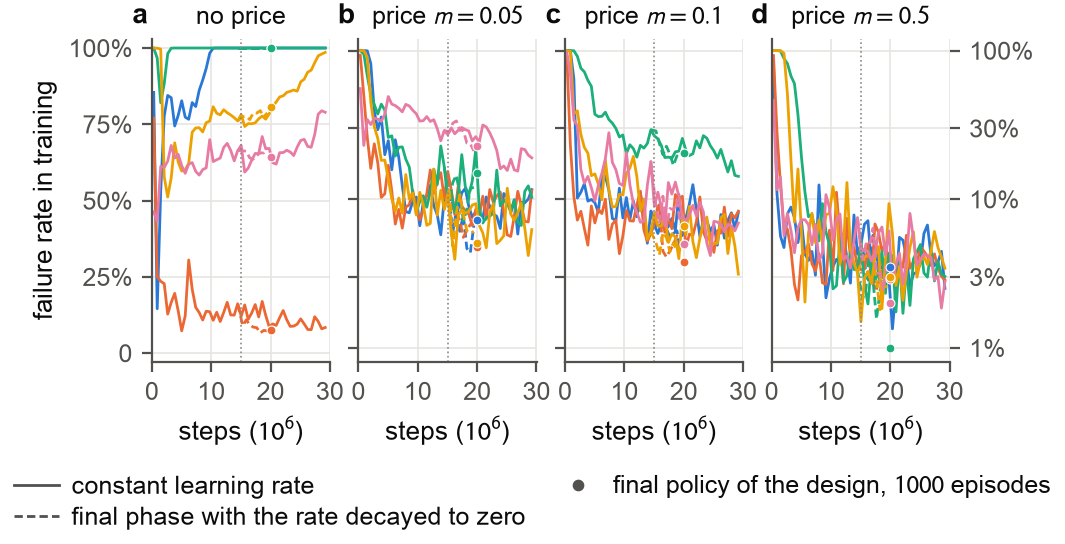 a no price
b price m = 0.05
c price m = 0.1
d price m = 0.5
failure rate in training
100%
75%
50%
25%
0
100%
30%
10%
3%
1%
0 10 20 30
0 10 20 30
0 10 20 30
0 10 20 30
steps (10⁶)
steps (10⁶)
steps (10⁶)
steps (10⁶)
constant learning rate
final phase with the rate decayed to zero
final policy of the design, 1000 episodes